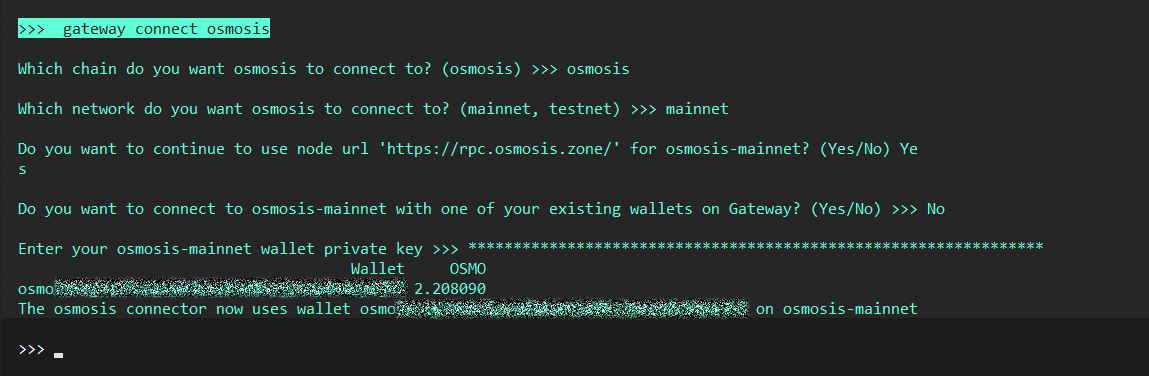 >>>  gateway connect osmosis
Which chain do you want osmosis to connect to? (osmosis) >>> osmosis
Which network do you want osmosis to connect to? (mainnet, testnet) >>> mainnet
Do you want to continue to use node url 'https://rpc.osmosis.zone/' for osmosis-mainnet? (Yes/No) Ye
s
Do you want to connect to osmosis-mainnet with one of your existing wallets on Gateway? (Yes/No) >>> No
Enter your osmosis-mainnet wallet private key >>> ****************************************************************
Wallet     OSMO
osmo 2.208090
The osmosis connector now uses wallet osmo on osmosis-mainnet
>>>